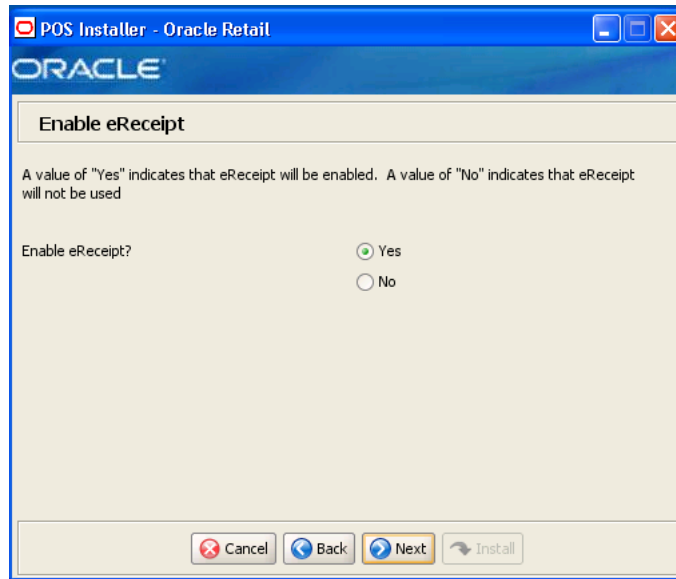 POS Installer - Oracle Retail
ORACLE
Enable eReceipt
A value of "Yes" indicates that eReceipt will be enabled. A value of "No" indicates that eReceipt
will not be used
Enable eReceipt?
Yes
No
Cancel
Back
Next
Install